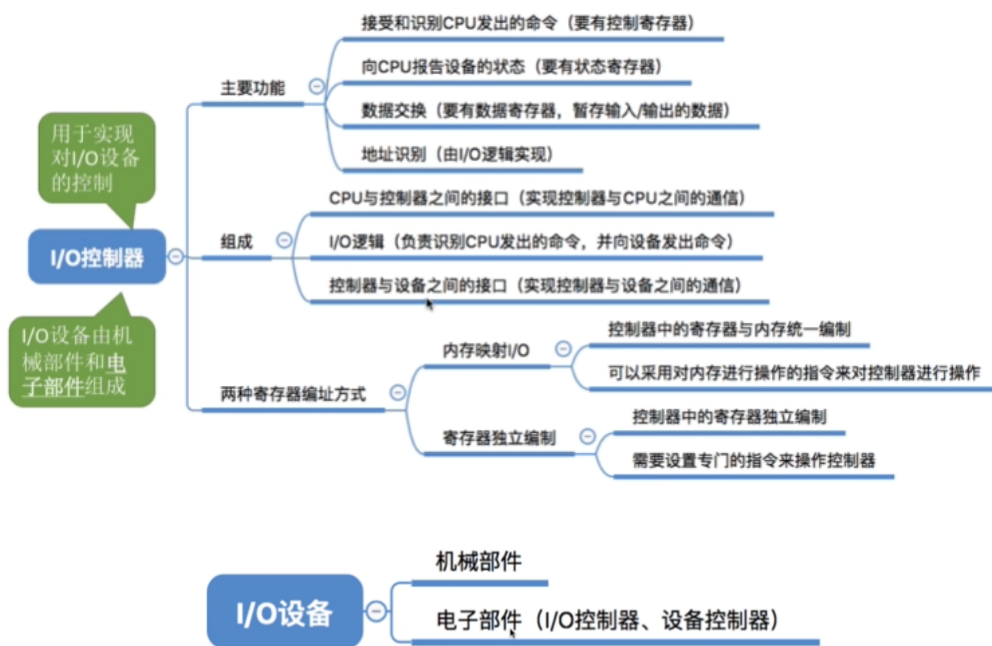 接受和识别CPU发出的命令（要有控制寄存器）
向CPU报告设备的状态（要有状态寄存器）
主要功能
数据交换（要有数据寄存器，暂存输入/输出的数据）
地址识别（由I/O逻辑实现）
用于实现
对I/O设备
的控制
CPU与控制器之间的接口（实现控制器与CPU之间的通信）
组成
I/O逻辑（负责识别CPU发出的命令，并向设备发出命令）
I/O控制器
控制器与设备之间的接口（实现控制器与设备之间的通信）
I/O设备由机
械部件和电
子部件组成
控制器中的寄存器与内存统一编制
内存映射I/O
可以采用对内存进行操作的指令来对控制器进行操作
两种寄存器编址方式
控制器中的寄存器独立编制
寄存器独立编制
需要设置专门的指令来操作控制器
机械部件
I/O设备
电子部件（I/O控制器、设备控制器）